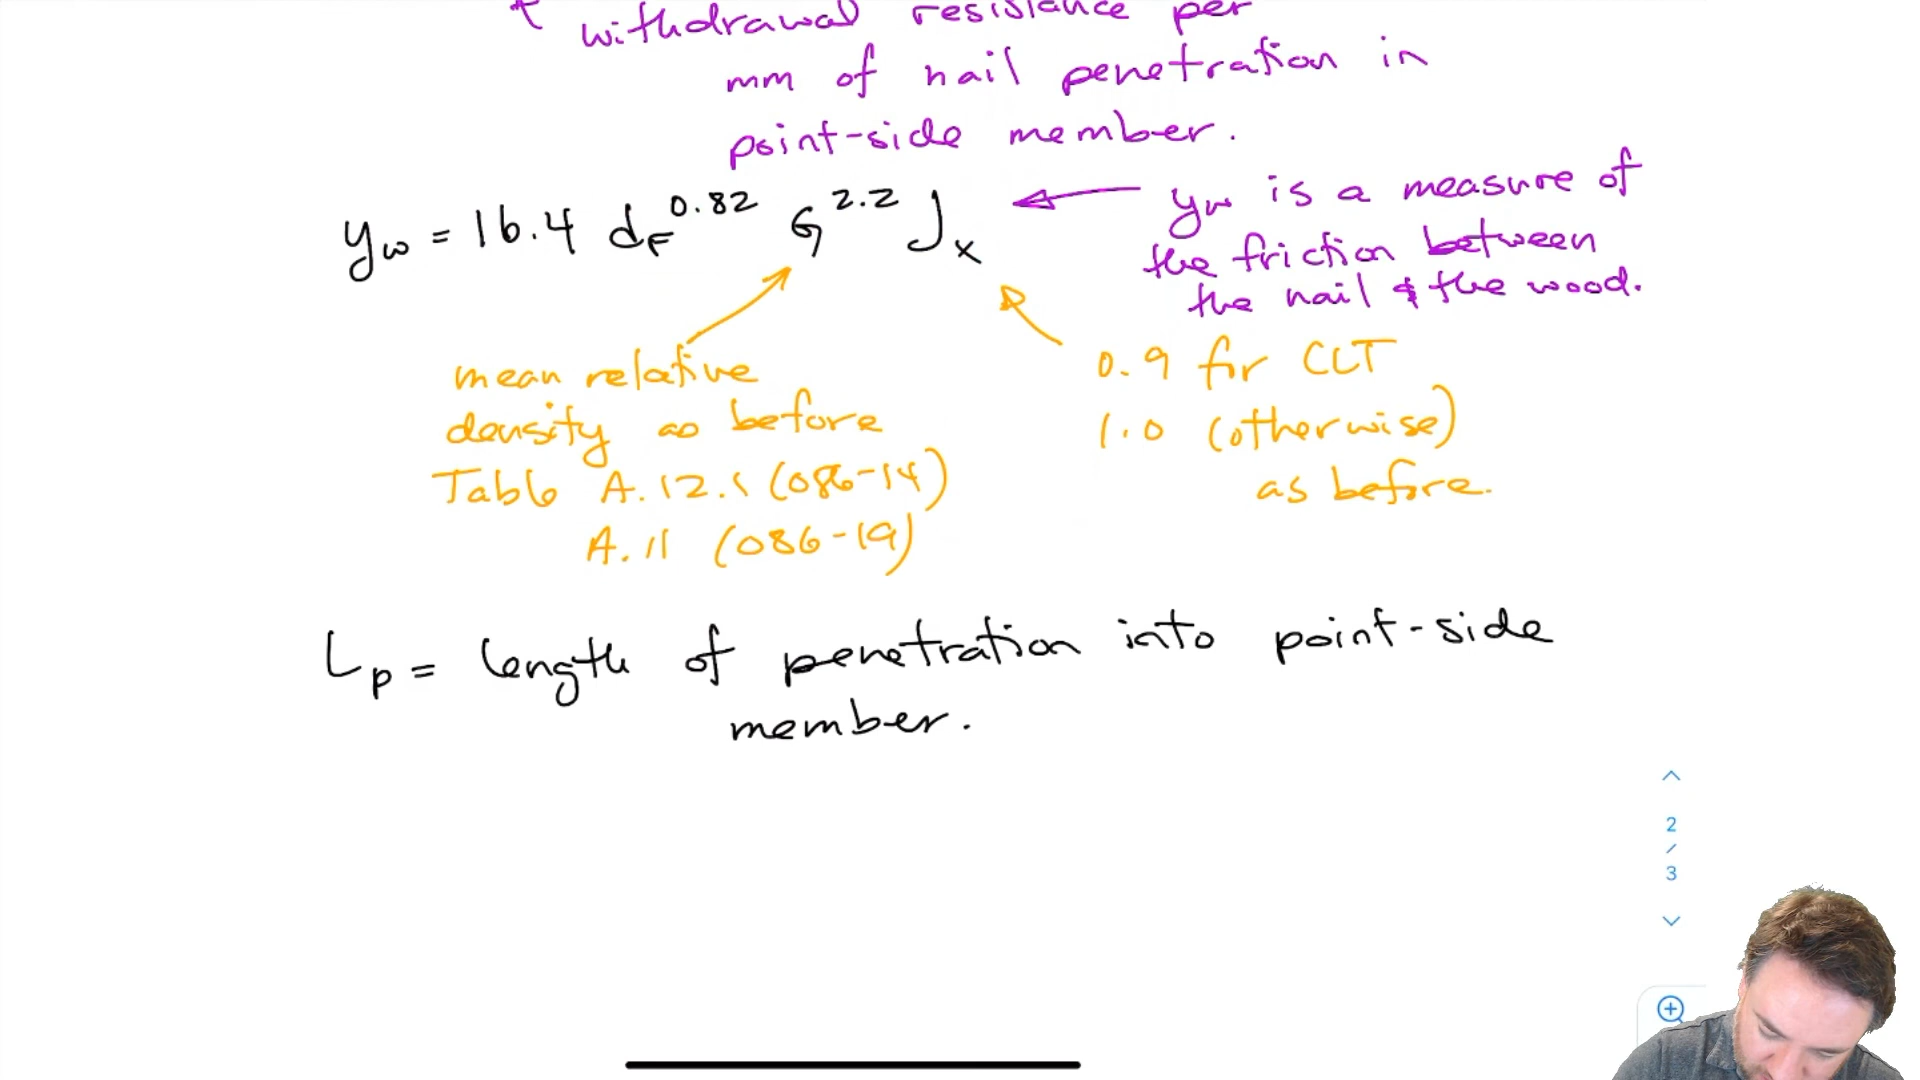 withdrawal resistance per
mm of nail penetration in
point-side member.
yw = 16.4 dF^0.82 G^2.2 Jx
yw is a measure of
the friction between
the nail & the wood.
mean relative
density as before
Table A.12.1 (086-14)
A.11 (086-19)
0.9 for CLT
1.0 (otherwise)
as before.
Lp = length of penetration into point-side
member.
2
/
3